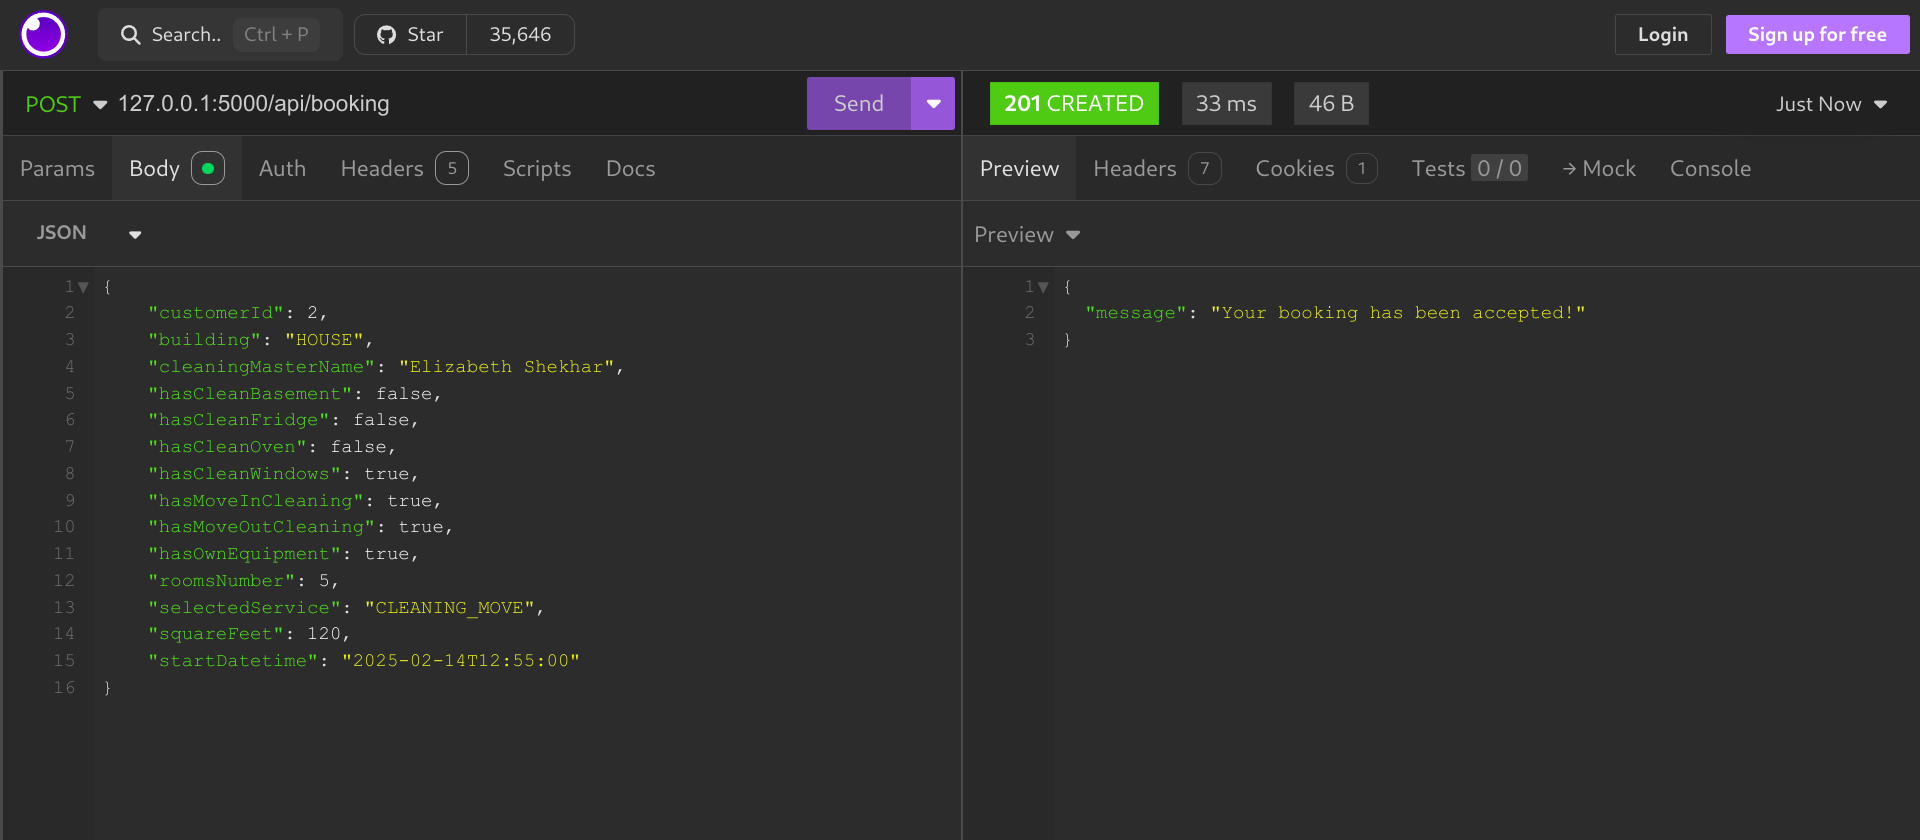 Search.. Ctrl + P Star 35,646 Login Sign up for free
POST 127.0.0.1:5000/api/booking Send 201 CREATED 33 ms 46 B Just Now
Params Body Auth Headers 5 Scripts Docs Preview Headers 7 Cookies 1 Tests 0 / 0 → Mock Console
JSON
Preview
1 {
2 "customerId": 2,
3 "building": "HOUSE",
4 "cleaningMasterName": "Elizabeth Shekhar",
5 "hasCleanBasement": false,
6 "hasCleanFridge": false,
7 "hasCleanOven": false,
8 "hasCleanWindows": true,
9 "hasMoveInCleaning": true,
10 "hasMoveOutCleaning": true,
11 "hasOwnEquipment": true,
12 "roomsNumber": 5,
13 "selectedService": "CLEANING_MOVE",
14 "squareFeet": 120,
15 "startDatetime": "2025-02-14T12:55:00"
16 }
1 {
2 "message": "Your booking has been accepted!"
3 }